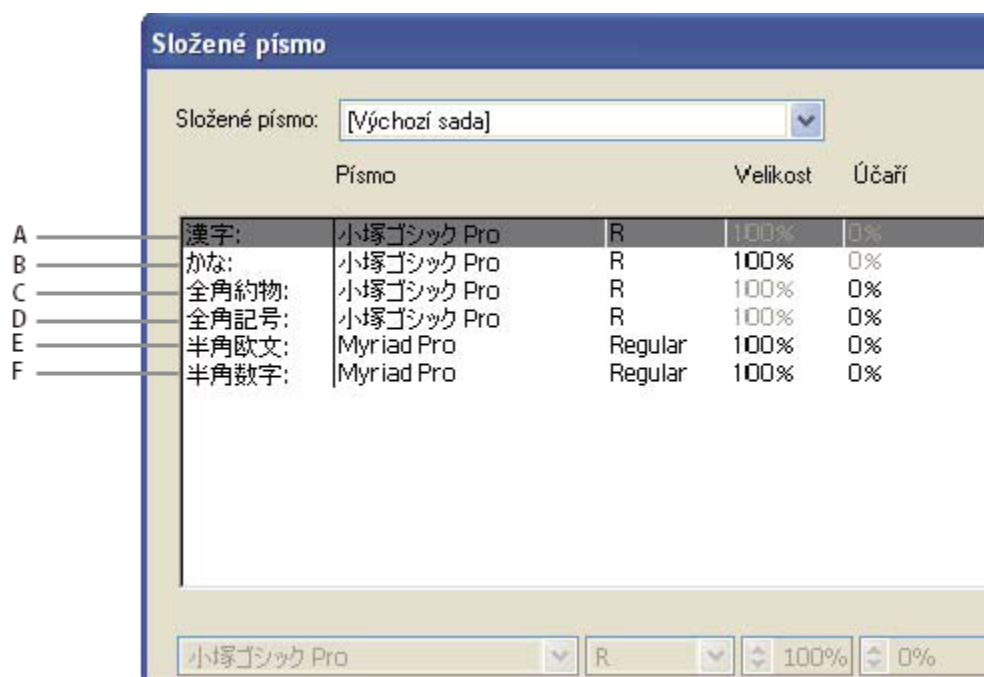 Složené písmo
Složené písmo: [Výchozí sada]
Písmo Velikost Účaří
A 漢字: 小塚ゴシック Pro R 100% 0%
B かな: 小塚ゴシック Pro R 100% 0%
C 全角約物: 小塚ゴシック Pro R 100% 0%
D 全角記号: 小塚ゴシック Pro R 100% 0%
E 半角欧文: Myriad Pro Regular 100% 0%
F 半角数字: Myriad Pro Regular 100% 0%
小塚ゴシック Pro R 100% 0%